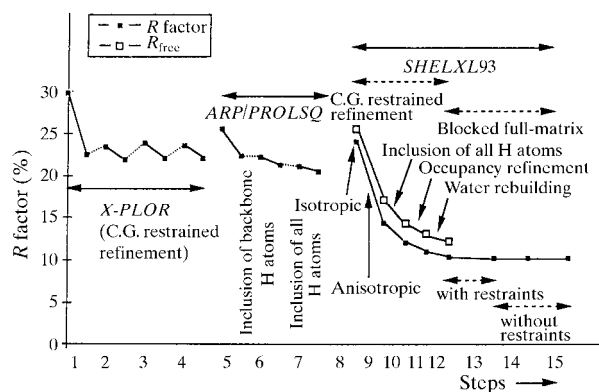 R factor
Rfree
SHELXL93
ARP/PROLSQ
C.G. restrained
refinement
Blocked full-matrix
Inclusion of all H atoms
Occupancy refinement
Water rebuilding
X-PLOR
(C.G. restrained
refinement)
Inclusion of backbone
H atoms
Inclusion of all
H atoms
Isotropic
Anisotropic
with restraints
without
restraints
R factor (%)
30
25
20
15
10
5
0
1 2 3 4 5 6 7 8 9 10 11 12 13 14 15
Steps